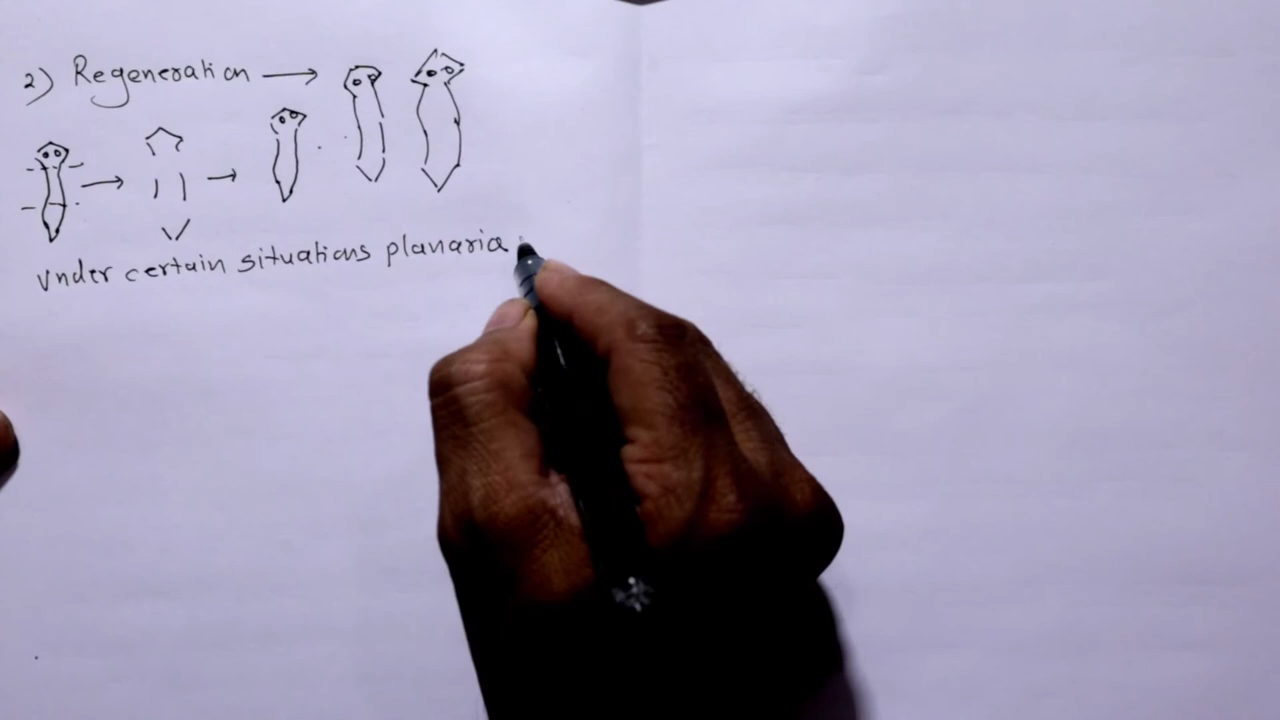 2) Regeneration →
Under certain situations planaria